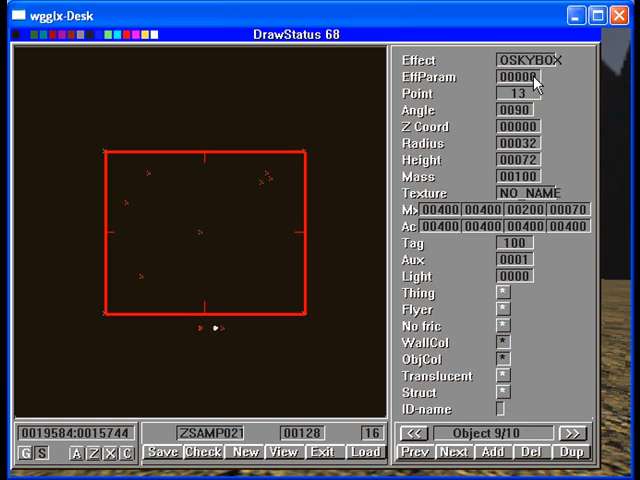 wgglx-Desk
DrawStatus 68
Effect OSKYBOX
EffParam 00000
Point 13
Angle 0090
Z Coord 00000
Radius 00032
Height 00072
Mass 00100
Texture NO_NAME
Mx 00400 00400 00200 00070
Ac 00400 00400 00400 00400
Tag 100
Aux 0001
Light 0000
Thing *
Flyer *
No fric *
WallCol *
ObjCol *
Translucent *
Struct *
ID-name
0019584:0015744 ZSAMP021 00128 16 << Object 9/10 >>
G S A Z X C Save Check New View Exit Load Prev Next Add Del Dup